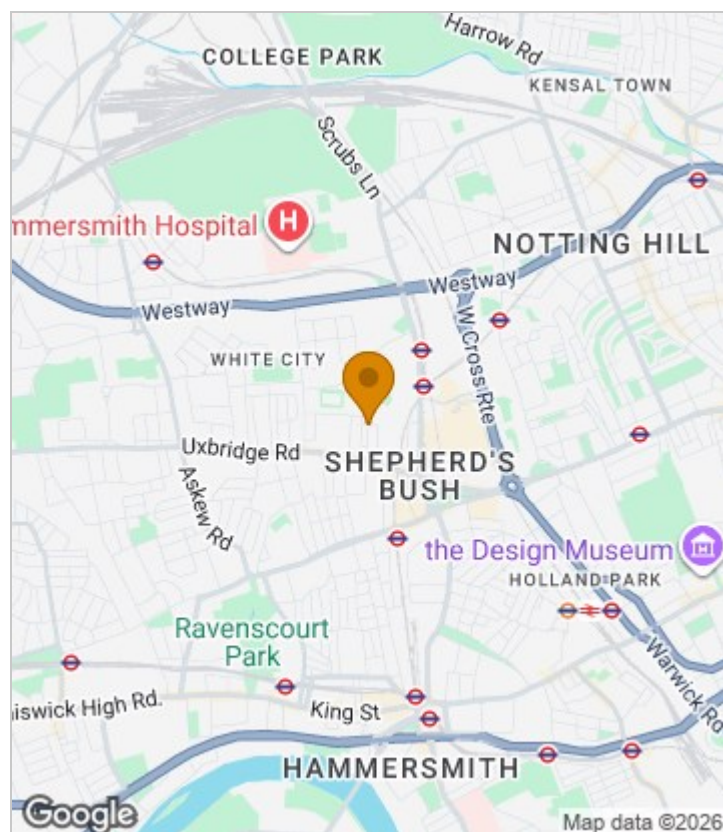 Harrow Rd
COLLEGE PARK
KENSAL TOWN
Scrubs Ln
mmersmith Hospital
H
NOTTING HILL
Westway
Westway
W Cross Rte
WHITE CITY
Uxbridge Rd
SHEPHERD'S
BUSH
Askew Rd
the Design Museum
HOLLAND PARK
Ravenscourt
Park
Warwick Rd
hiswick High Rd.
King St
HAMMERSMITH
Google
Map data ©2026